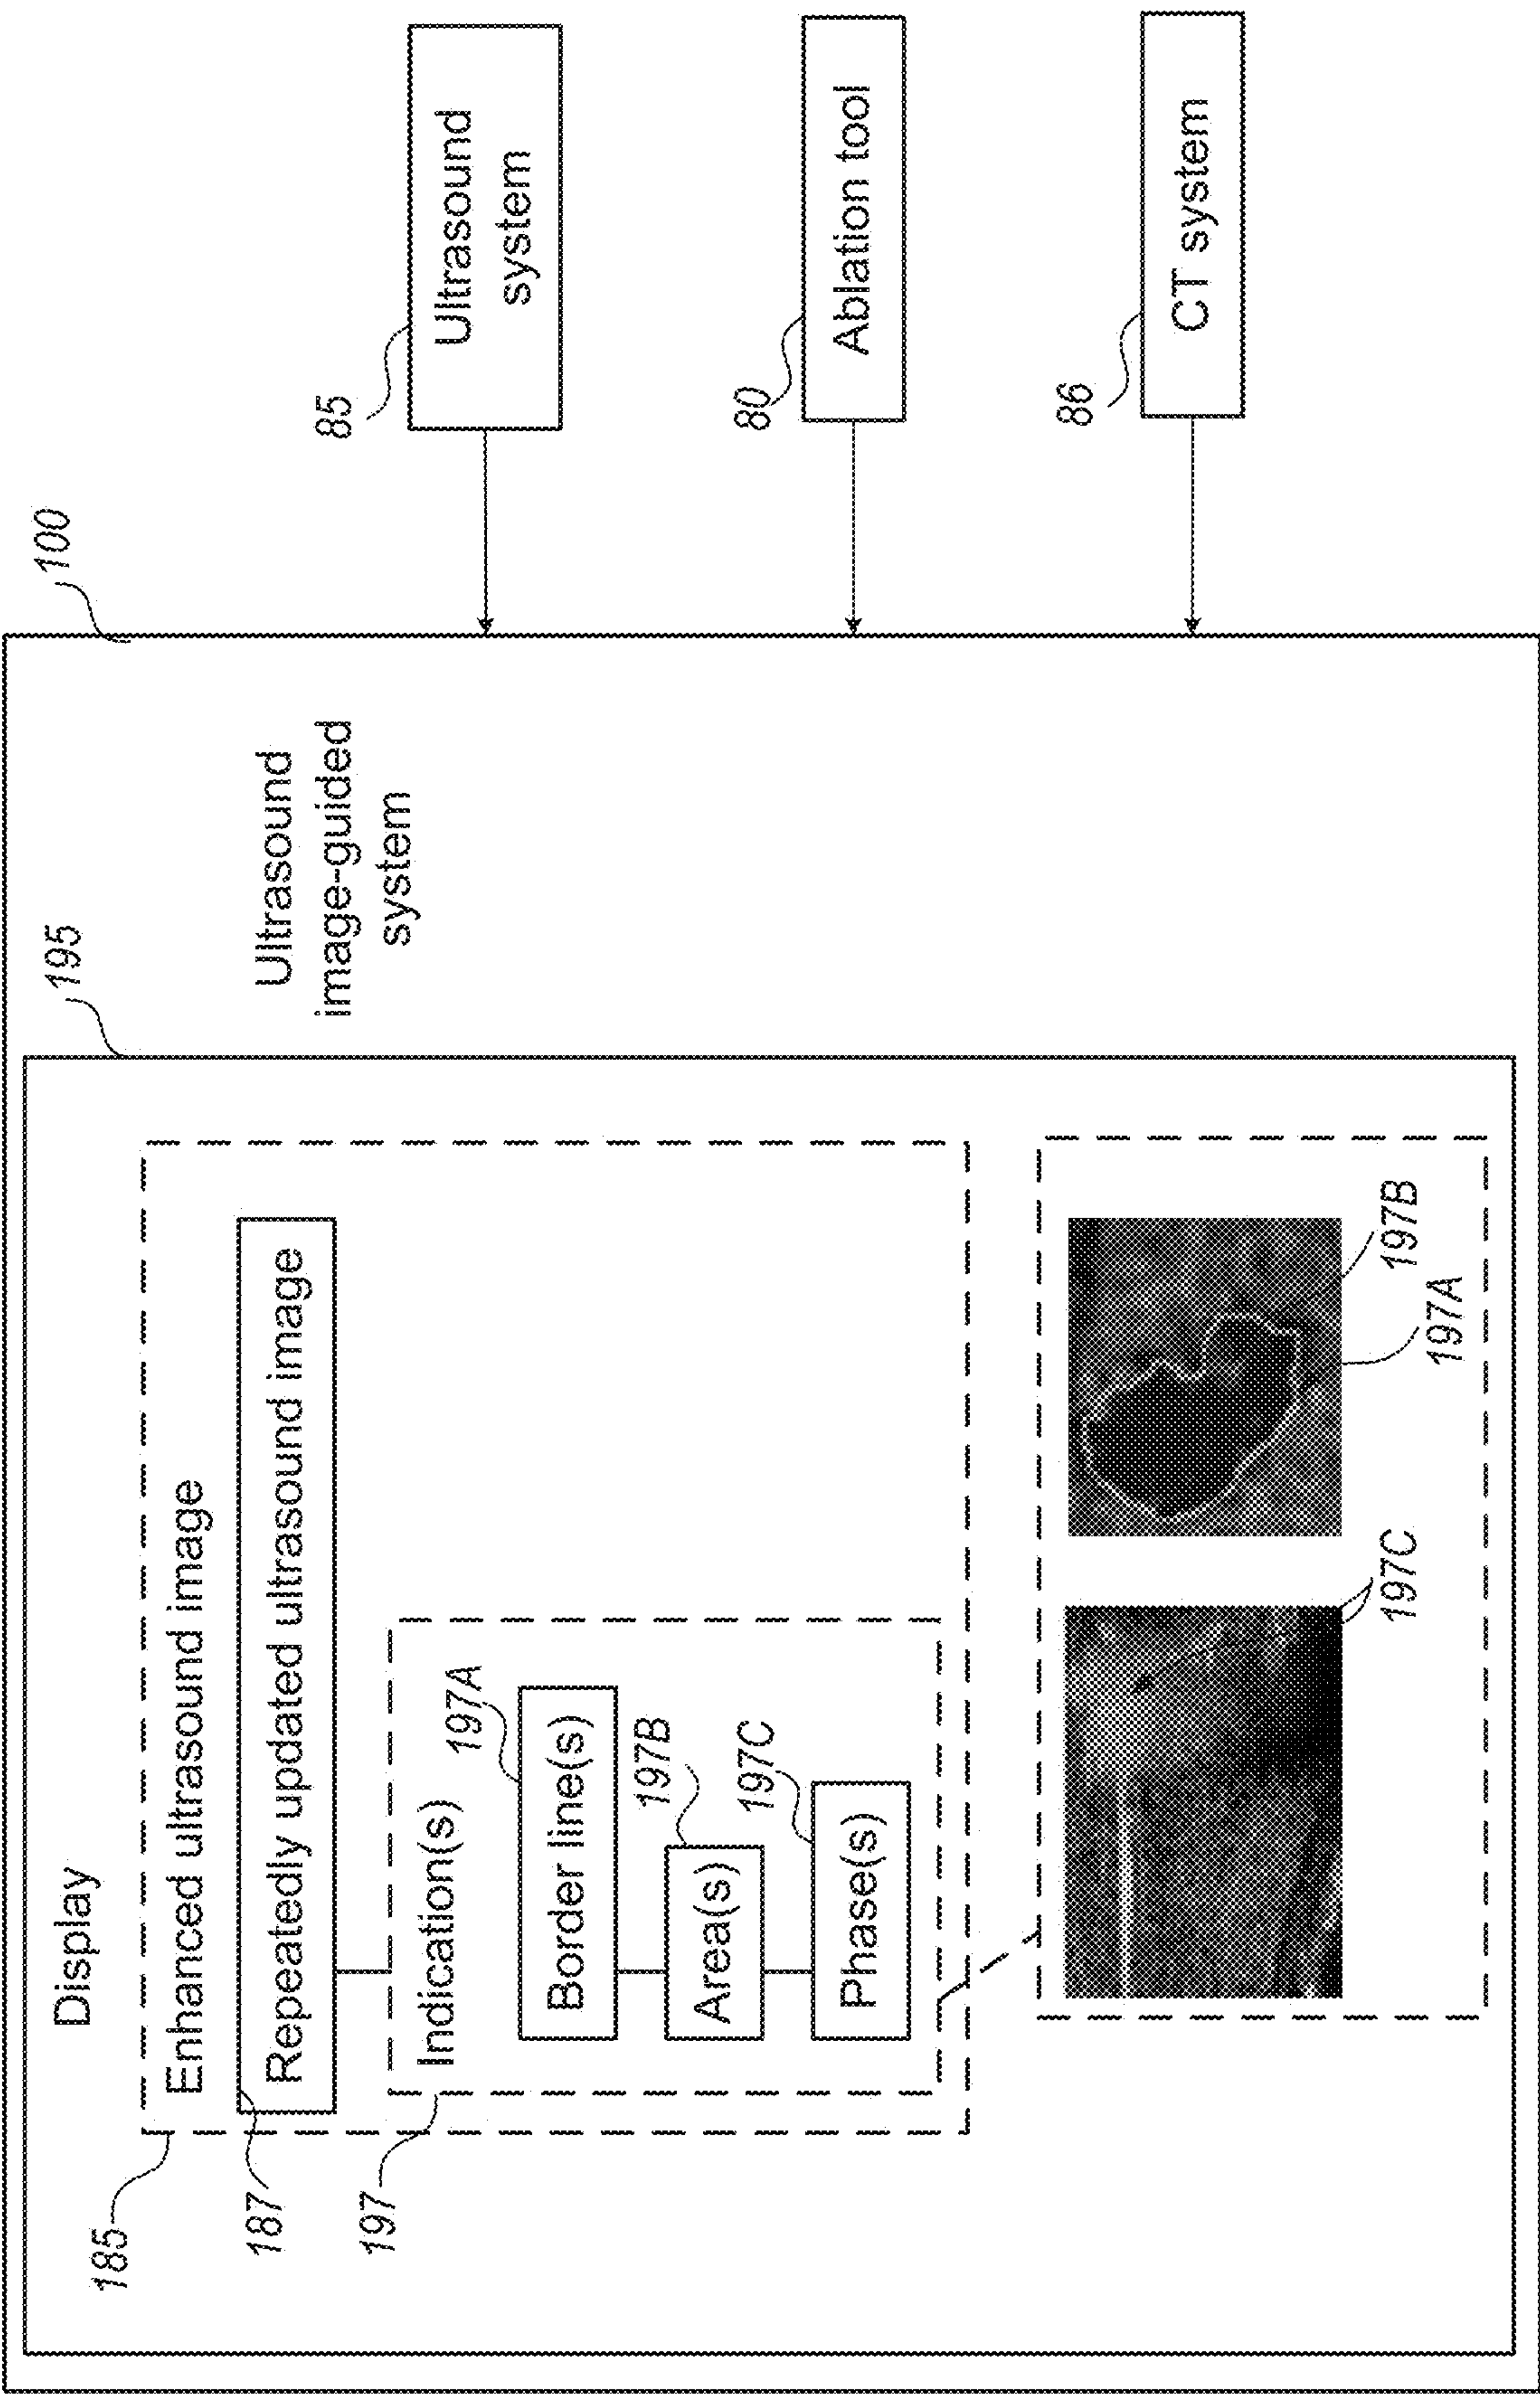 Display
195
100
185
Enhanced ultrasound image
187
Repeatedly updated ultrasound image
197
Indication(s)
197A
Border line(s)
197B
Area(s)
197C
Phase(s)
197C
197B
197A
Ultrasound
image-guided
system
85
Ultrasound
system
80
Ablation tool
86
CT system